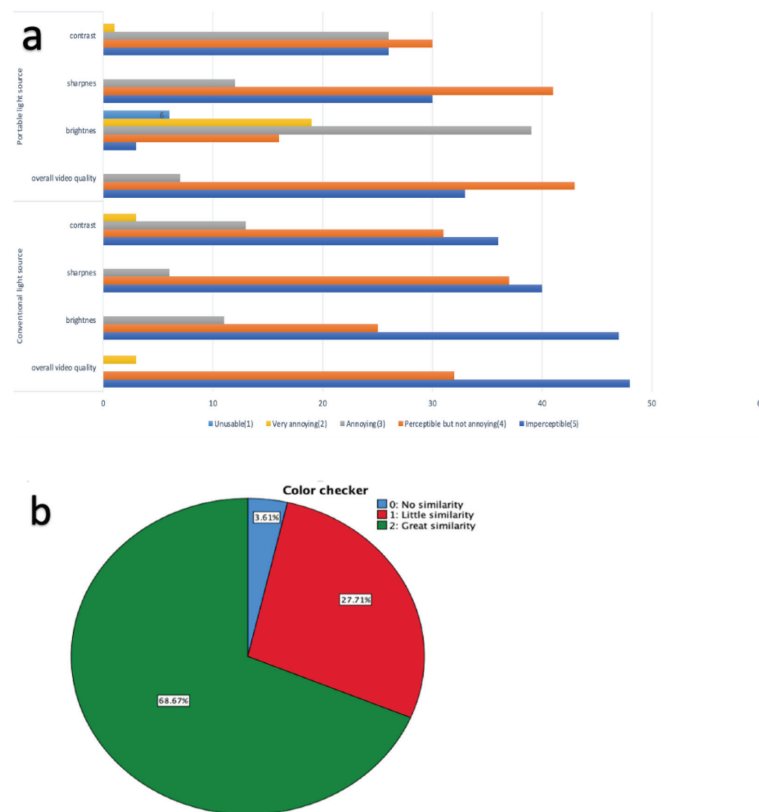 a
Portable light source
contrast
sharpnes
brightnes
overall video quality
6
Conventional light source
contrast
sharpnes
brightnes
overall video quality
0 10 20 30 40 50 6
Unusable(1) Very annoying(2) Annoying(3) Perceptible but not annoying(4) Imperceptible(5)
b
Color checker
0: No similarity
1: Little similarity
2: Great similarity
3.61%
27.71%
68.67%